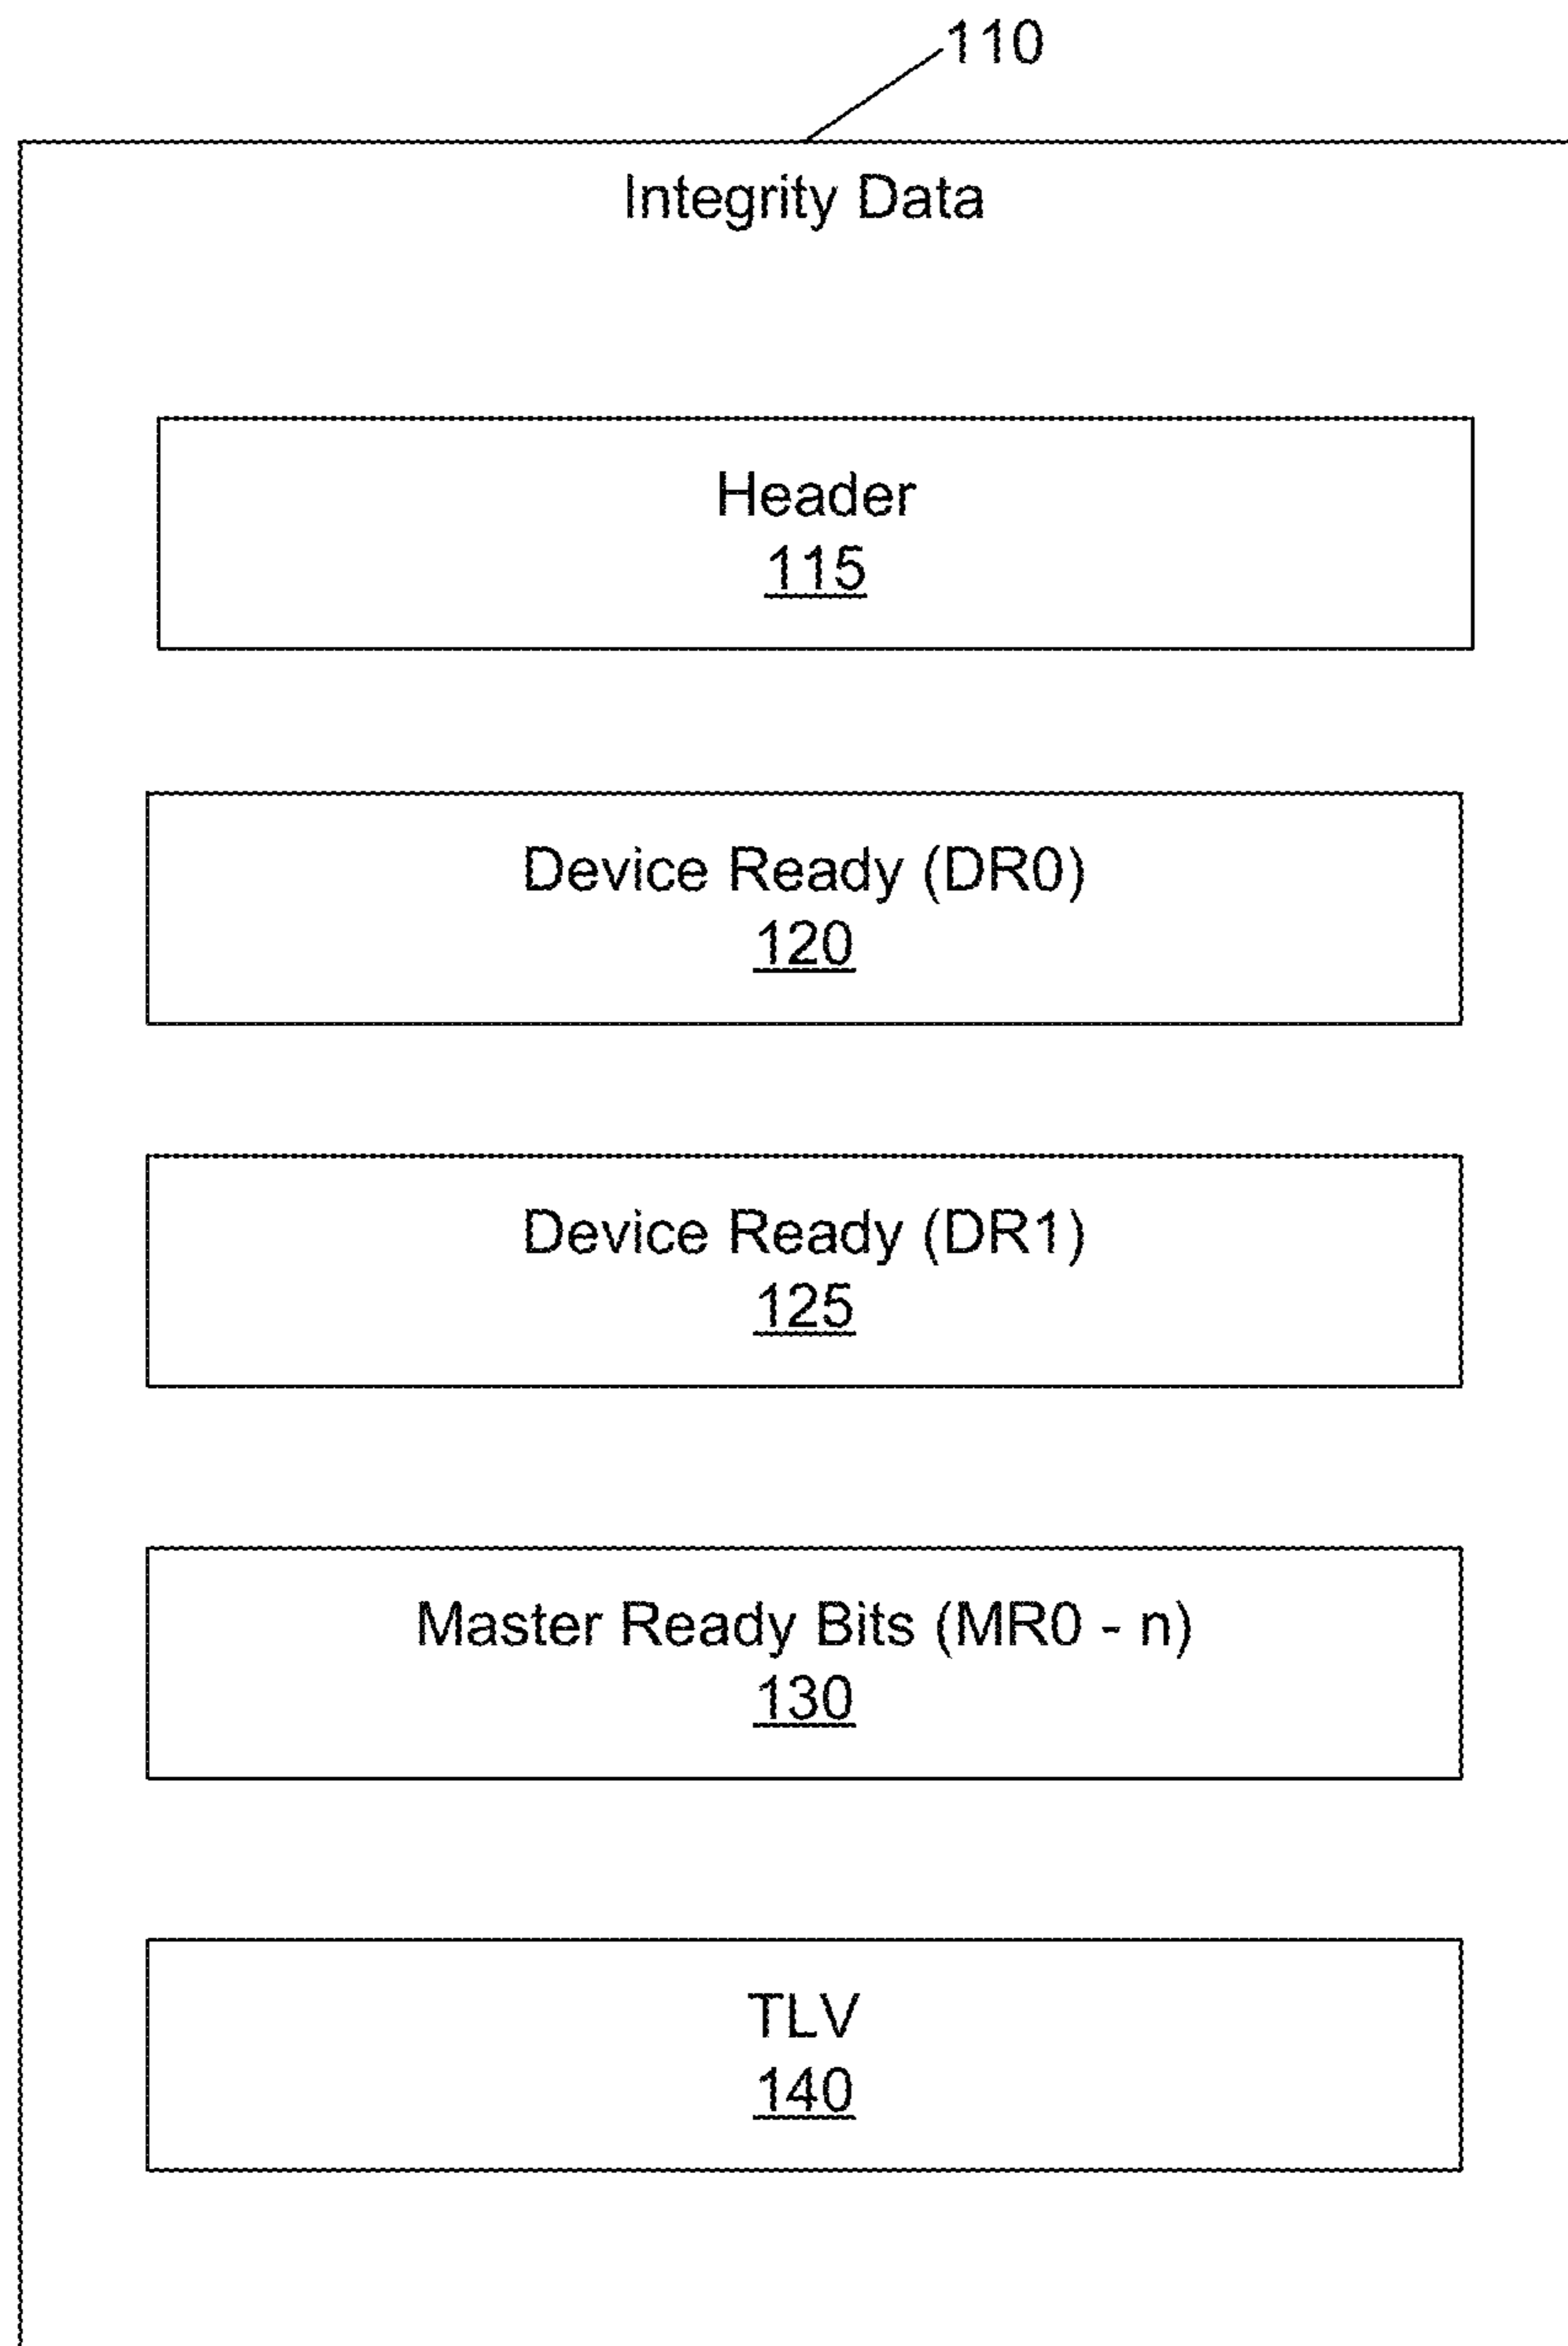 110
Integrity Data
Header
115
Device Ready (DR0)
120
Device Ready (DR1)
125
Master Ready Bits (MR0 - n)
130
TLV
140